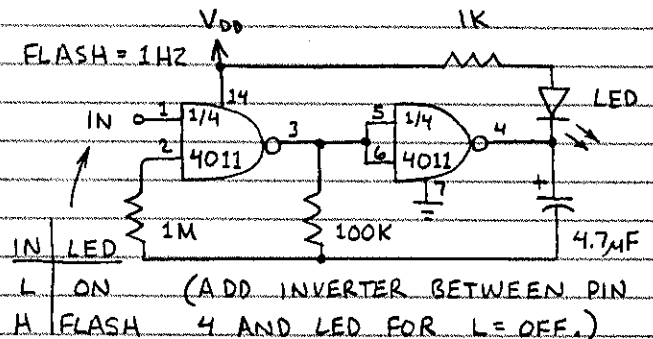 V_DD
1K
FLASH = 1HZ
14
LED
IN
1
1/4
3
5
1/4
4
2
4011
6
4011
7
+
1M
100K
4.7µF
IN LED
L ON (ADD INVERTER BETWEEN PIN
H FLASH 4 AND LED FOR L = OFF.)